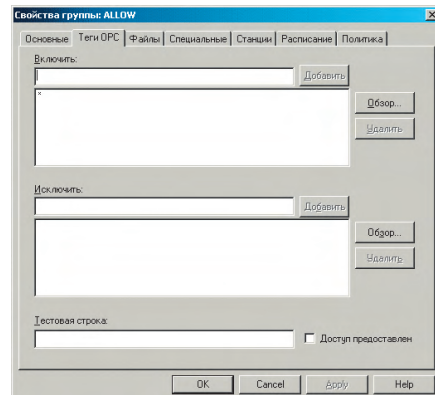 Свойства группы: ALLOW
Основные Теги OPC Файлы Специальные Станции Расписание Политика
Включить:
Добавить
*
Обзор...
Удалить
Исключить:
Добавить
Обзор...
Удалить
Тестовая строка:
Доступ предоставлен
OK Cancel Apply Help